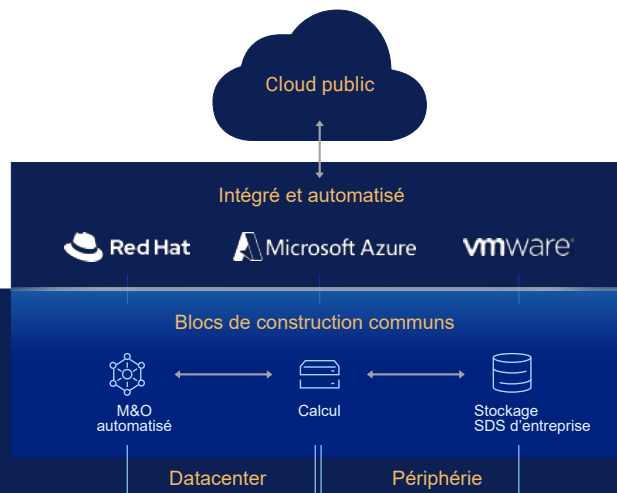 Cloud public
Intégré et automatisé
Red Hat
Microsoft Azure
vmware®
Blocs de construction communs
M&O
automatisé
Calcul
Stockage
SDS d’entreprise
Datacenter
Périphérie